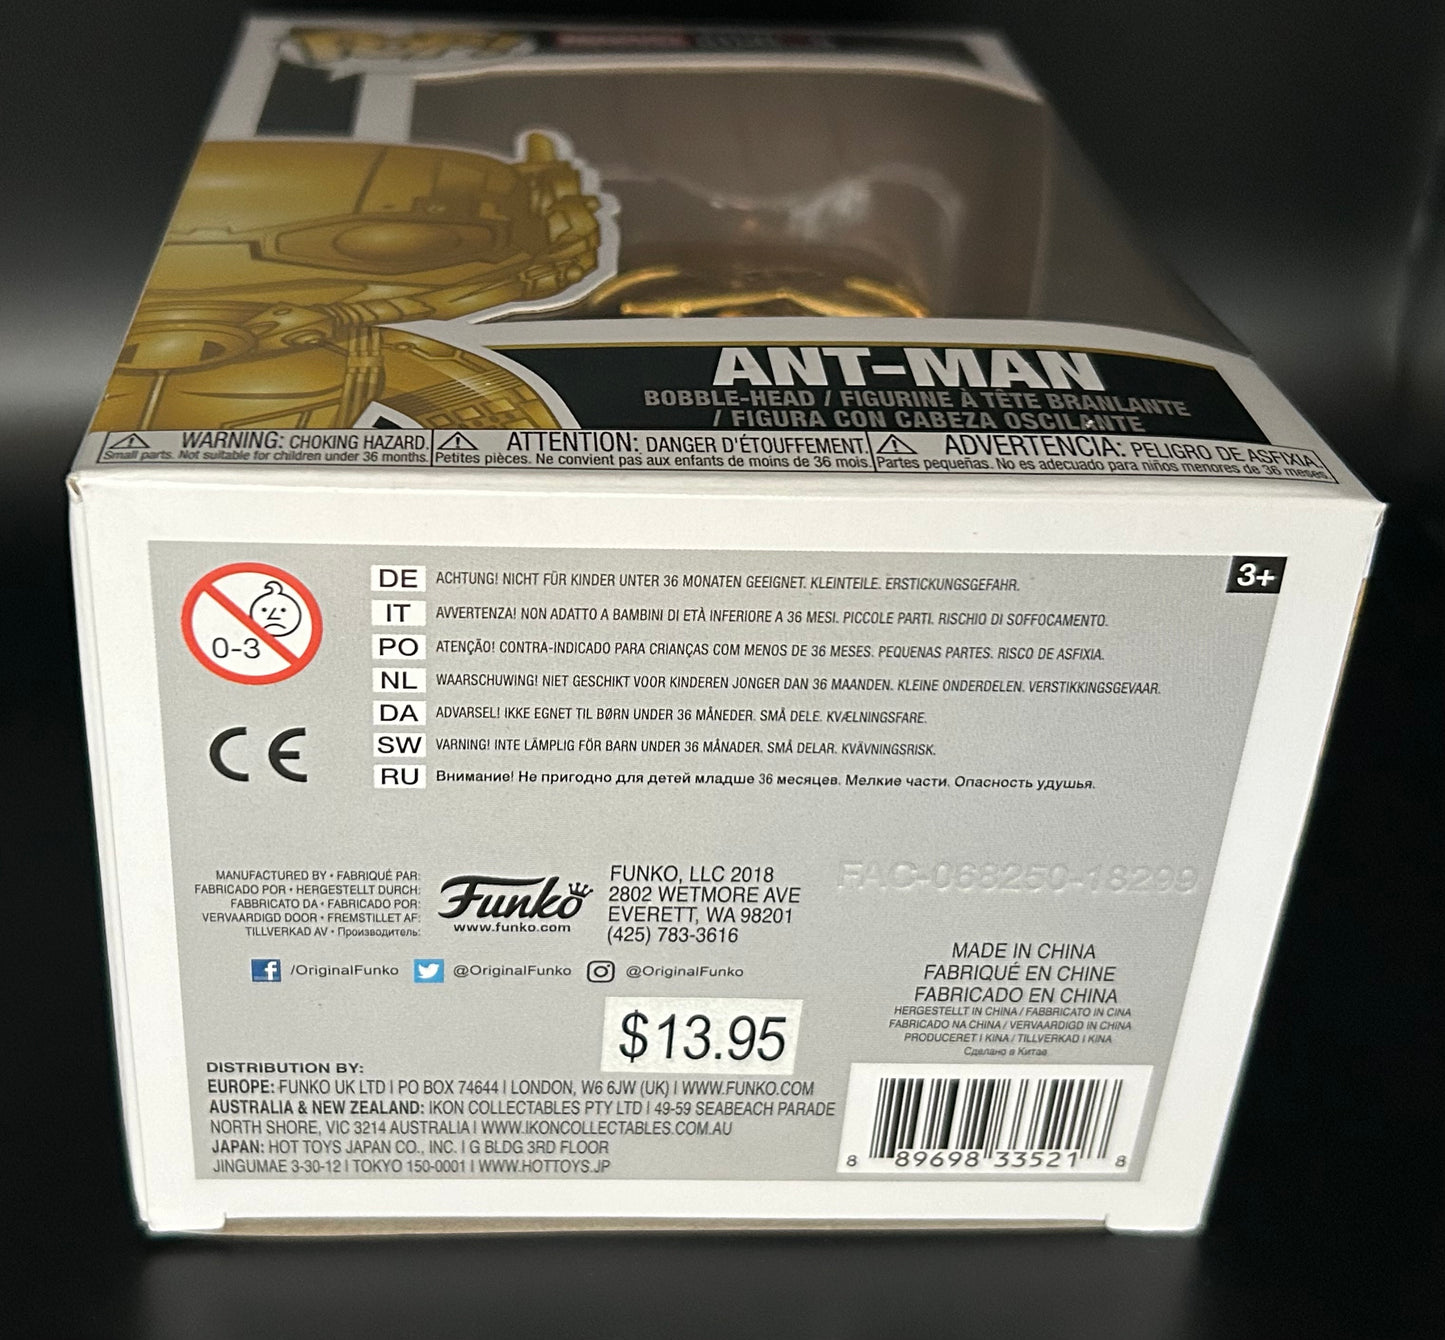 POP!
ANT-MAN
BOBBLE-HEAD / FIGURINE À TÊTE BRANLANTE
/ FIGURA CON CABEZA OSCILANTE
WARNING: CHOKING HAZARD.
Small parts. Not suitable for children under 36 months.
ATTENTION: DANGER D'ÉTOUFFEMENT.
Petites pièces. Ne convient pas aux enfants de moins de 36 mois.
ADVERTENCIA: PELIGRO DE ASFIXIA.
Partes pequeñas. No es adecuado para niños menores de 36 meses.
3+
0-3
DE ACHTUNG! NICHT FÜR KINDER UNTER 36 MONATEN GEEIGNET. KLEINTEILE. ERSTICKUNGSGEFAHR.
IT AVVERTENZA! NON ADATTO A BAMBINI DI ETÀ INFERIORE A 36 MESI. PICCOLE PARTI. RISCHIO DI SOFFOCAMENTO.
PO ATENÇÃO! CONTRA-INDICADO PARA CRIANÇAS COM MENOS DE 36 MESES. PEQUENAS PARTES. RISCO DE ASFIXIA.
NL WAARSCHUWING! NIET GESCHIKT VOOR KINDEREN JONGER DAN 36 MAANDEN. KLEINE ONDERDELEN. VERSTIKKINGSGEVAAR.
DA ADVARSEL! IKKE EGNET TIL BØRN UNDER 36 MÅNEDER. SMÅ DELE. KVÆLNINGSFARE.
SW VARNING! INTE LÄMPLIG FÖR BARN UNDER 36 MÅNADER. SMÅ DELAR. KVÄVNINGSRISK.
RU Внимание! Не пригодно для детей младше 36 месяцев. Мелкие части. Опасность удушья.
CE
MANUFACTURED BY • FABRIQUÉ PAR:
FABRICADO POR • HERGESTELLT DURCH:
FABBRICATO DA • FABRICADO POR:
VERVAARDIGD DOOR • FREMSTILLET AF:
TILLVERKAD AV • Производитель:
Funko
www.funko.com
FUNKO, LLC 2018
2802 WETMORE AVE
EVERETT, WA 98201
(425) 783-3616
FAC-068250-18299
/OriginalFunko @OriginalFunko @OriginalFunko
MADE IN CHINA
FABRIQUÉ EN CHINE
FABRICADO EN CHINA
HERGESTELLT IN CHINA / FABBRICATO IN CINA
FABRICADO NA CHINA / VERVAARDIGD IN CHINA
PRODUCERET I KINA / TILLVERKAD I KINA
Сделано в Китае
$13.95
DISTRIBUTION BY:
EUROPE: FUNKO UK LTD | PO BOX 74644 | LONDON, W6 6JW (UK) | WWW.FUNKO.COM
AUSTRALIA & NEW ZEALAND: IKON COLLECTABLES PTY LTD | 49-59 SEABEACH PARADE
NORTH SHORE, VIC 3214 AUSTRALIA | WWW.IKONCOLLECTABLES.COM.AU
JAPAN: HOT TOYS JAPAN CO., INC. | G BLDG 3RD FLOOR
JINGUMAE 3-30-12 | TOKYO 150-0001 | WWW.HOTTOYS.JP
8 89698 33521 8